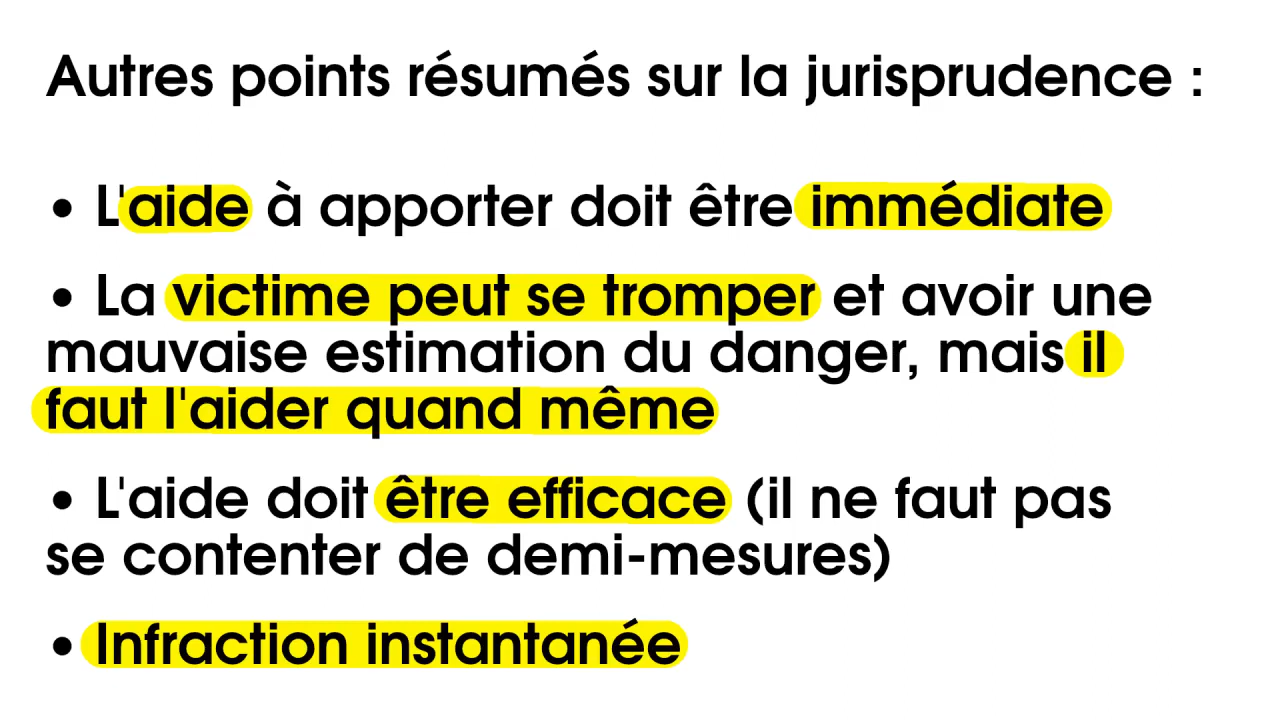 Autres points résumés sur la jurisprudence :
• L'aide à apporter doit être immédiate
• La victime peut se tromper et avoir une
mauvaise estimation du danger, mais il
faut l'aider quand même
• L'aide doit être efficace (il ne faut pas
se contenter de demi-mesures)
• Infraction instantanée